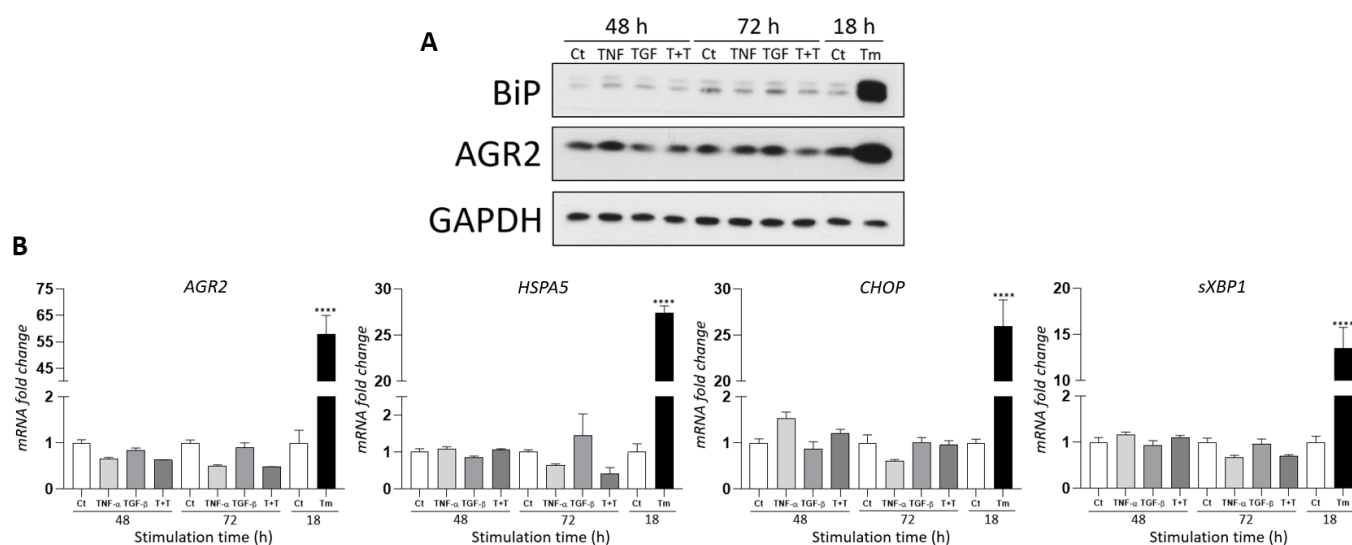 A
48 h 72 h 18 h
Ct TNF TGF T+T Ct TNF TGF T+T Ct Tm
BiP
AGR2
GAPDH
B
AGR2
mRNA fold change
75
65
55
45
2
1
0
****
Ct TNF-α TGF-β T+T Ct TNF-α TGF-β T+T Ct Tm
48 72 18
Stimulation time (h)
HSPA5
mRNA fold change
30
25
20
2
1
0
****
Ct TNF-α TGF-β T+T Ct TNF-α TGF-β T+T Ct Tm
48 72 18
Stimulation time (h)
CHOP
mRNA fold change
30
25
20
2
1
0
****
Ct TNF-α TGF-β T+T Ct TNF-α TGF-β T+T Ct Tm
48 72 18
Stimulation time (h)
sXBP1
mRNA fold change
20
15
10
2
1
0
****
Ct TNF-α TGF-β T+T Ct TNF-α TGF-β T+T Ct Tm
48 72 18
Stimulation time (h)